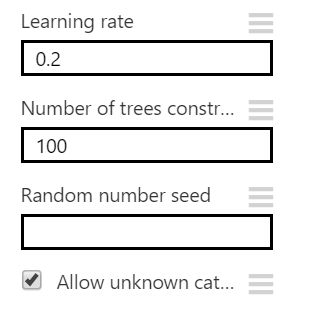 Learning rate
0.2
Number of trees constr...
100
Random number seed
Allow unknown cat...